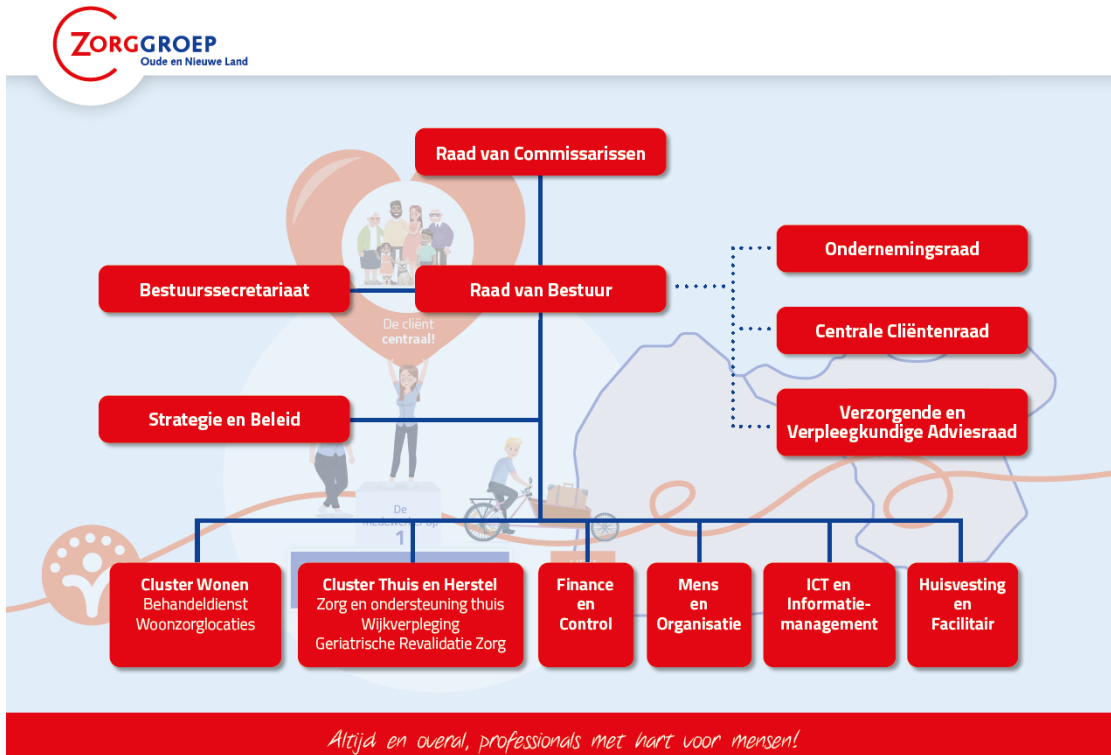 ZORGGROEP
Oude en Nieuwe Land
Raad van Commissarissen
Ondernemingsraad
Bestuurssecretariaat
Raad van Bestuur
De cliënt
centraal!
Centrale Cliëntenraad
Strategie en Beleid
Verzorgende en
Verpleegkundige Adviesraad
De
medewerker op
1
Cluster Wonen
Behandeldienst
Woonzorglocaties
Cluster Thuis en Herstel
Zorg en ondersteuning thuis
Wijkverpleging
Geriatrische Revalidatie Zorg
Finance
en
Control
Mens
en
Organisatie
ICT en
Informatie-
management
Huisvesting
en
Facilitair
Altijd en overal, professionals met hart voor mensen!